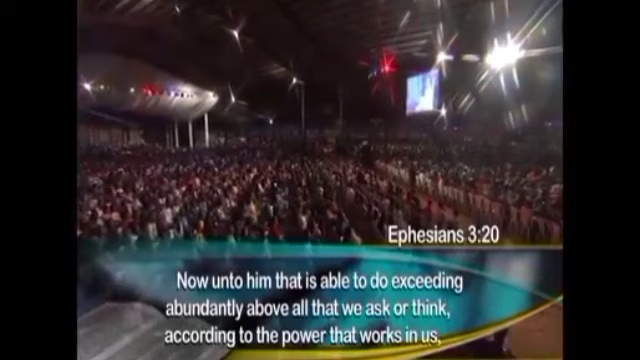 Ephesians 3:20
Now unto him that is able to do exceeding
abundantly above all that we ask or think,
according to the power that works in us,